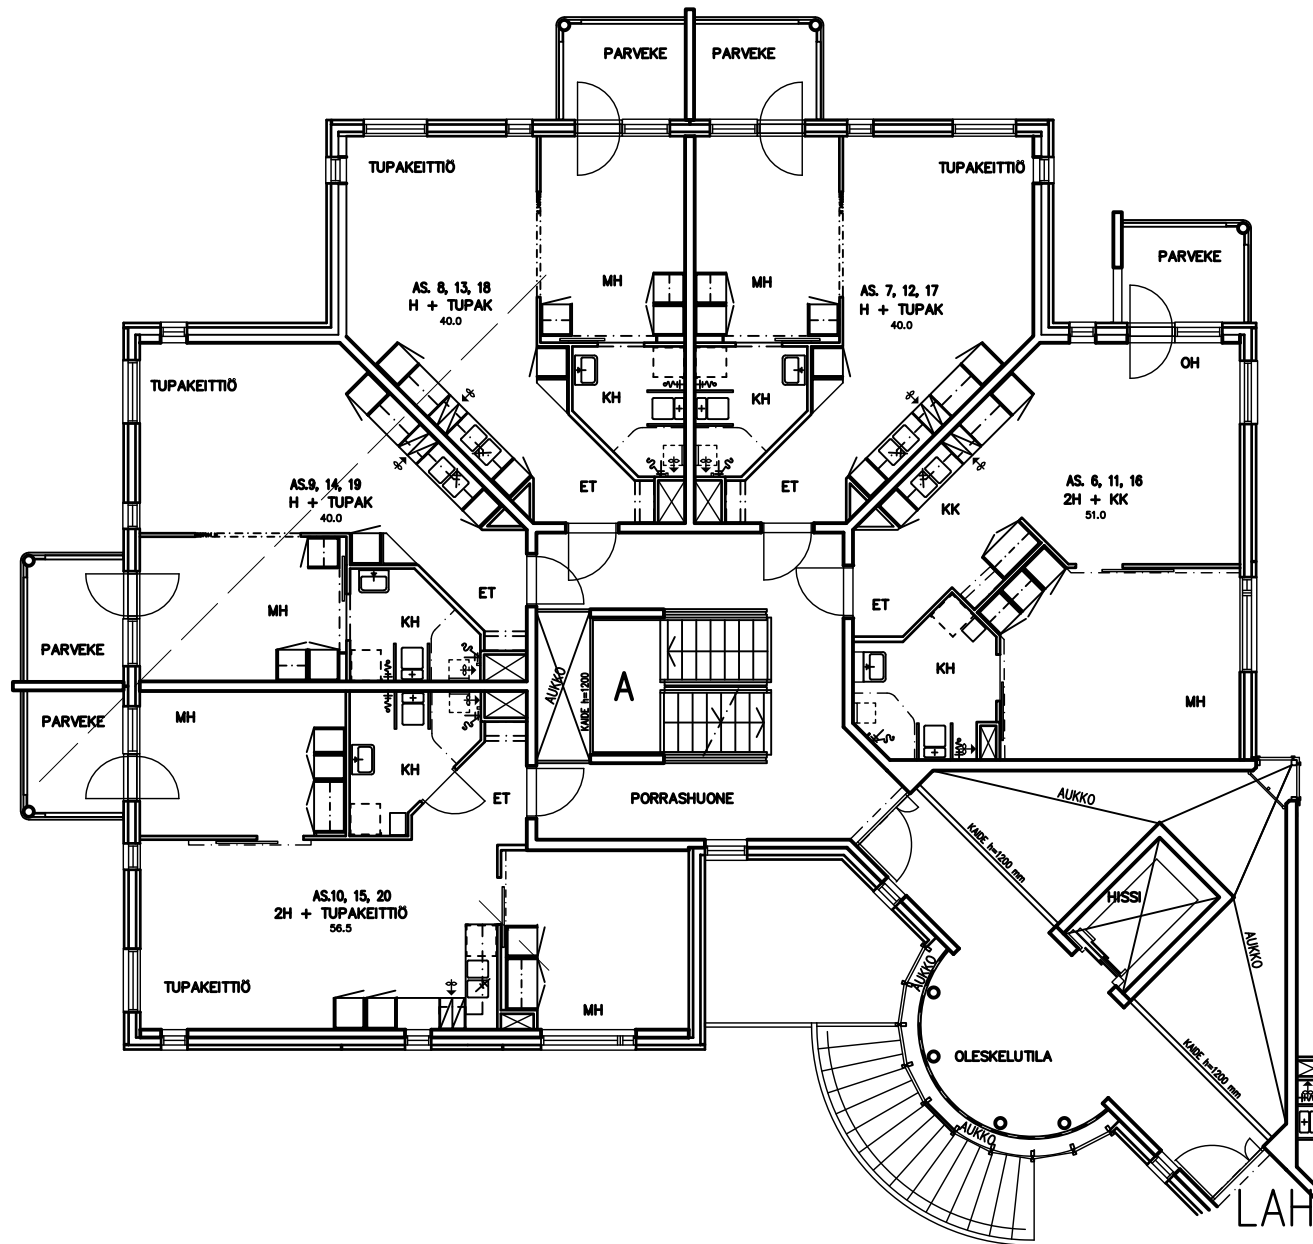 PARVEKE
PARVEKE
TUPAKEITTIÖ
TUPAKEITTIÖ
PARVEKE
MH
MH
AS. 8, 13, 18
H + TUPAK
40.0
AS. 7, 12, 17
H + TUPAK
40.0
OH
TUPAKEITTIÖ
KH
KH
AS.9, 14, 19
H + TUPAK
40.0
ET
ET
AS. 6, 11, 16
2H + KK
51.0
KK
ET
ET
MH
KH
PARVEKE
KH
AUKKO
KAIDE h=1200
A
MH
PARVEKE
MH
KH
ET
PORRASHUONE
AUKKO
KAIDE h=1200 mm
AS.10, 15, 20
2H + TUPAKEITTIÖ
56.5
HISSI
AUKKO
AUKKO
TUPAKEITTIÖ
MH
OLESKELUTILA
KAIDE h=1200 mm
AUKKO
LAH